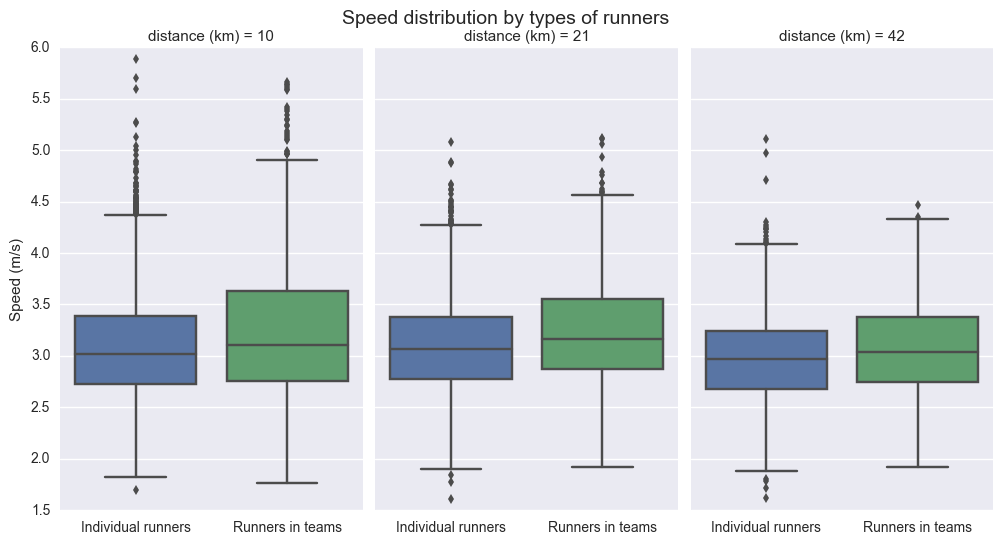 Speed distribution by types of runners
distance (km) = 10
distance (km) = 21
distance (km) = 42
Speed (m/s)
6.0
5.5
5.0
4.5
4.0
3.5
3.0
2.5
2.0
1.5
Individual runners
Runners in teams
Individual runners
Runners in teams
Individual runners
Runners in teams